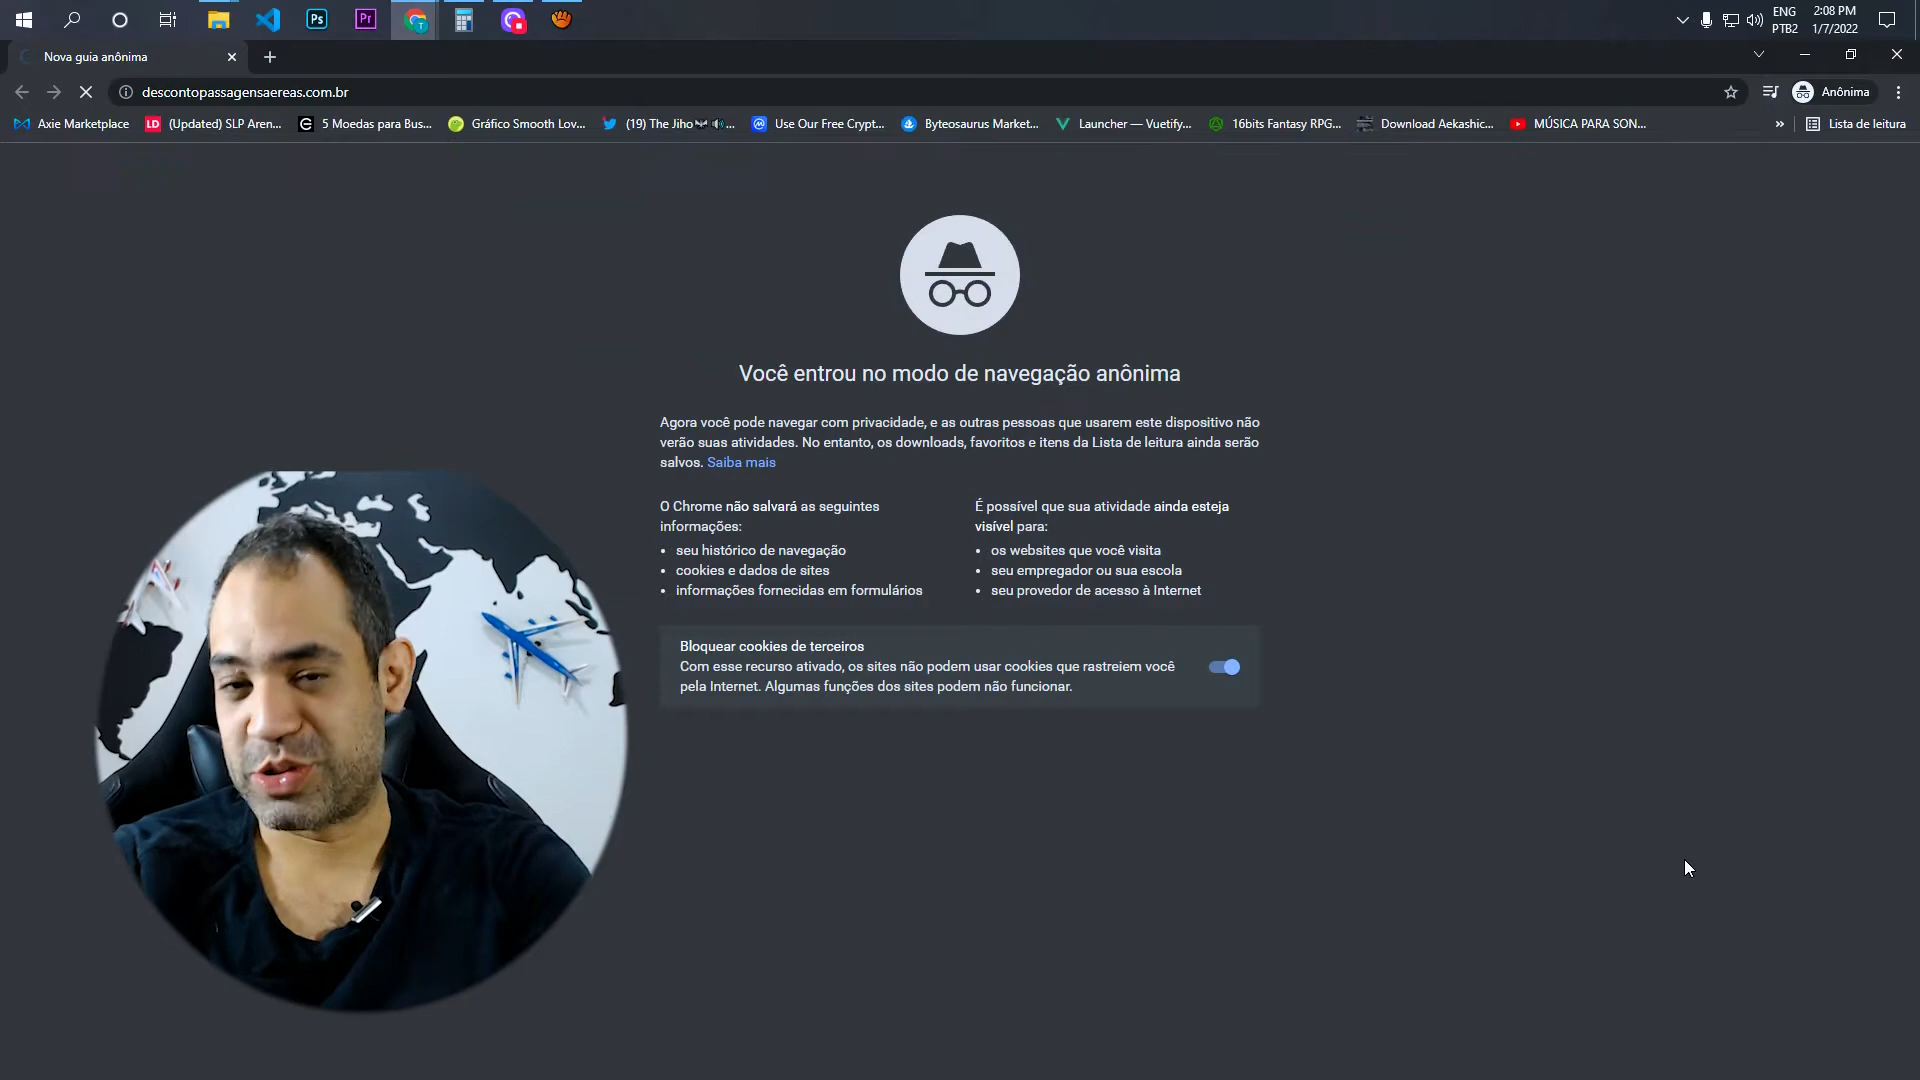 Ps
Pr
ENG
PTB2
2:08 PM
1/7/2022
Nova guia anônima
descontopassagensaereas.com.br
Anônima
Axie Marketplace
LD
(Updated) SLP Aren...
5 Moedas para Bus...
Gráfico Smooth Lov...
(19) The Jiho...
Use Our Free Crypt...
Byteosaurus Market...
Launcher — Vuetify...
16bits Fantasy RPG...
Download Aekashic...
MÚSICA PARA SON...
»
Lista de leitura
Você entrou no modo de navegação anônima
Agora você pode navegar com privacidade, e as outras pessoas que usarem este dispositivo não
verão suas atividades. No entanto, os downloads, favoritos e itens da Lista de leitura ainda serão
salvos. Saiba mais
O Chrome não salvará as seguintes
informações:
• seu histórico de navegação
• cookies e dados de sites
• informações fornecidas em formulários
É possível que sua atividade ainda esteja
visível para:
• os websites que você visita
• seu empregador ou sua escola
• seu provedor de acesso à Internet
Bloquear cookies de terceiros
Com esse recurso ativado, os sites não podem usar cookies que rastreiem você
pela Internet. Algumas funções dos sites podem não funcionar.